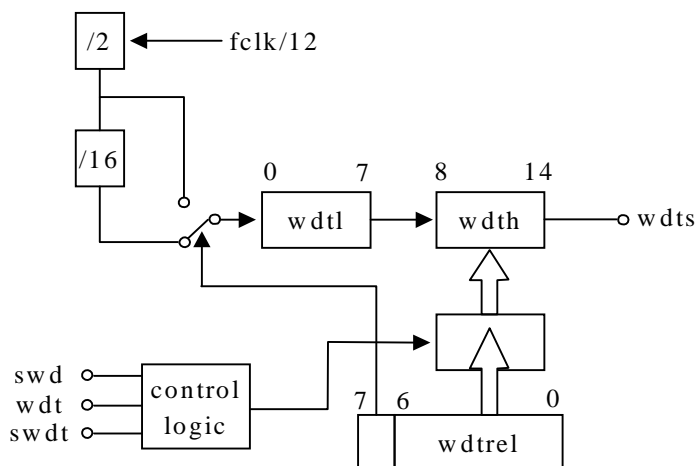 /2
fclk/12
/16
0 7 8 14
wdtl
wdth
wdts
swd
wdt
swdt
control
logic
7 6 0
wdtrel